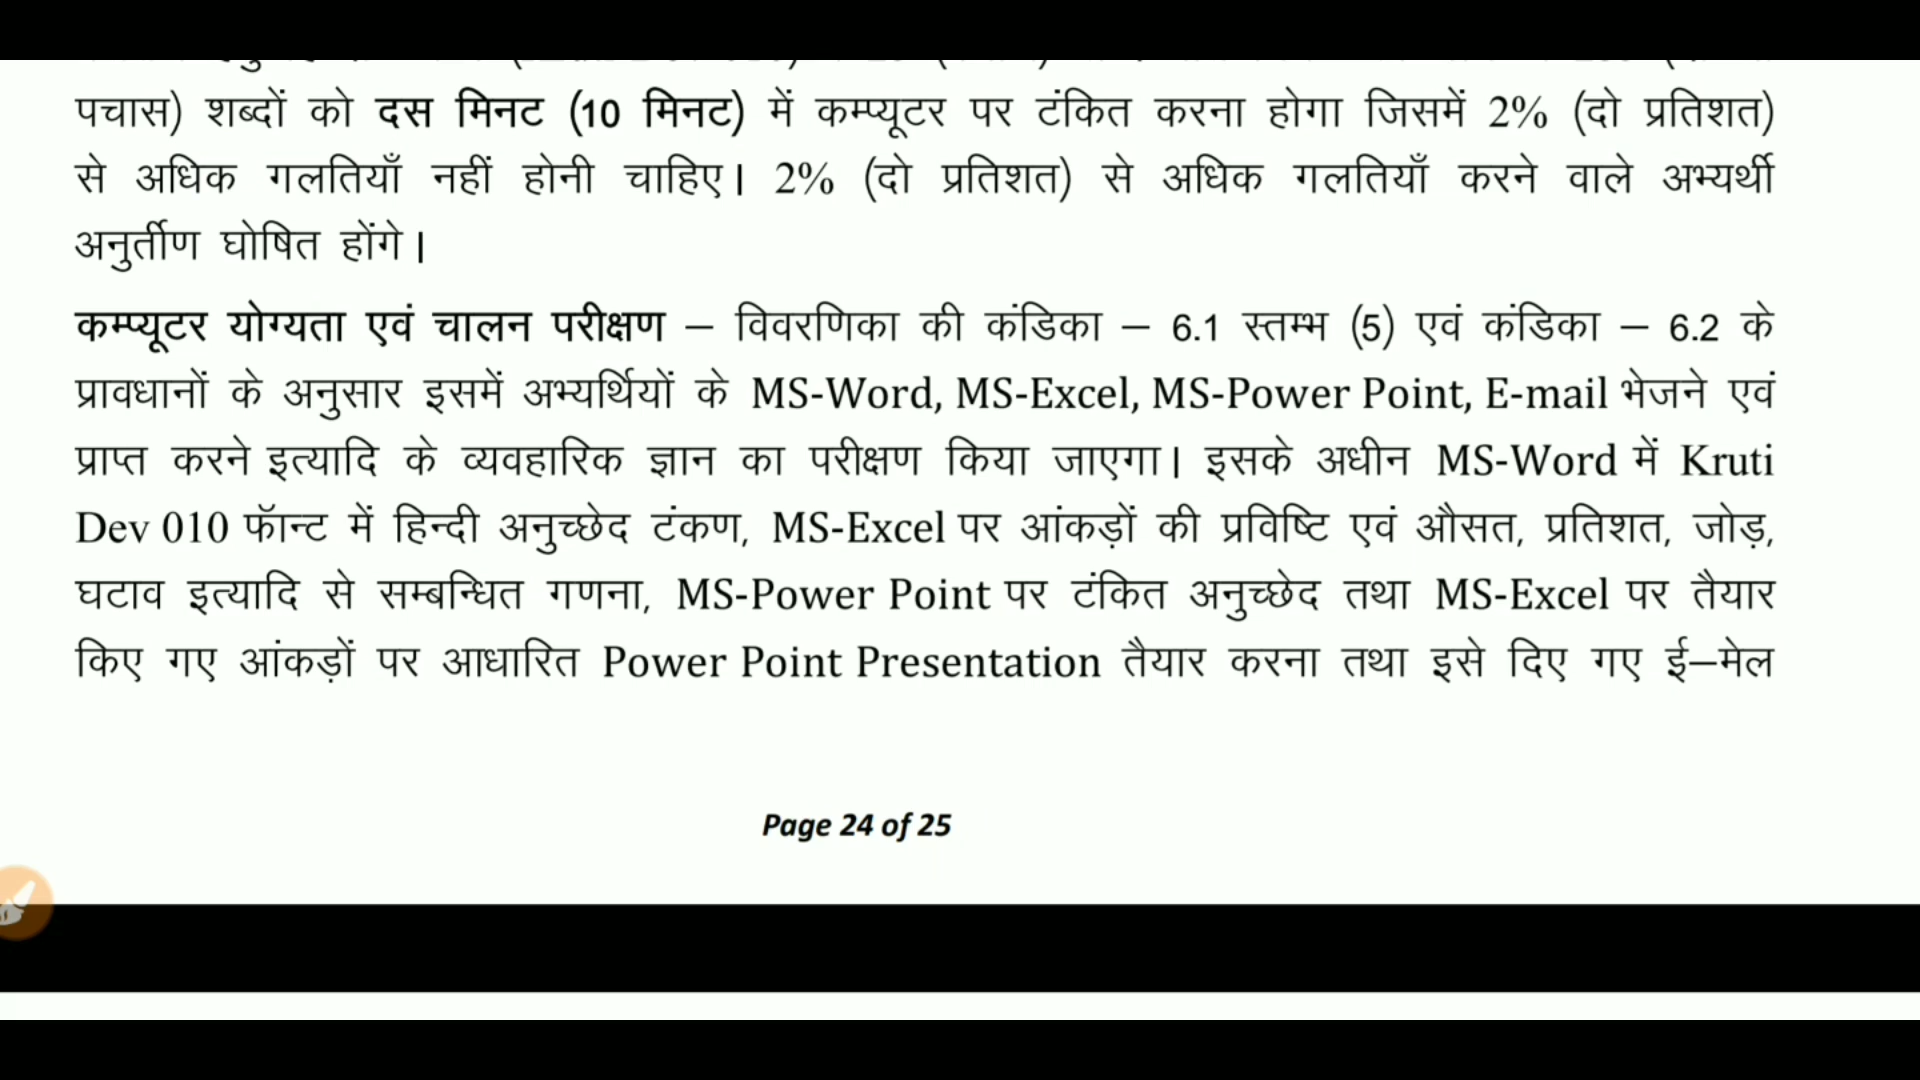 पचास) शब्दों को दस मिनट (10 मिनट) में कम्प्यूटर पर टंकित करना होगा जिसमें 2% (दो प्रतिशत)
से अधिक गलतियाँ नहीं होनी चाहिए। 2% (दो प्रतिशत) से अधिक गलतियाँ करने वाले अभ्यर्थी
अनुर्तीण घोषित होंगे।
कम्प्यूटर योग्यता एवं चालन परीक्षण – विवरणिका की कंडिका – 6.1 स्तम्भ (5) एवं कंडिका – 6.2 के
प्रावधानों के अनुसार इसमें अभ्यर्थियों के MS-Word, MS-Excel, MS-Power Point, E-mail भेजने एवं
प्राप्त करने इत्यादि के व्यवहारिक ज्ञान का परीक्षण किया जाएगा। इसके अधीन MS-Word में Kruti
Dev 010 फॅान्ट में हिन्दी अनुच्छेद टंकण, MS-Excel पर आंकड़ों की प्रविष्टि एवं औसत, प्रतिशत, जोड़,
घटाव इत्यादि से सम्बन्धित गणना, MS-Power Point पर टंकित अनुच्छेद तथा MS-Excel पर तैयार
किए गए आंकड़ों पर आधारित Power Point Presentation तैयार करना तथा इसे दिए गए ई–मेल
Page 24 of 25